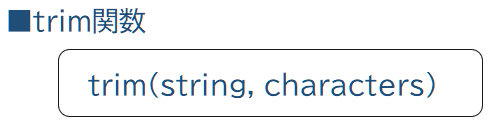 ■trim関数
trim(string, characters)